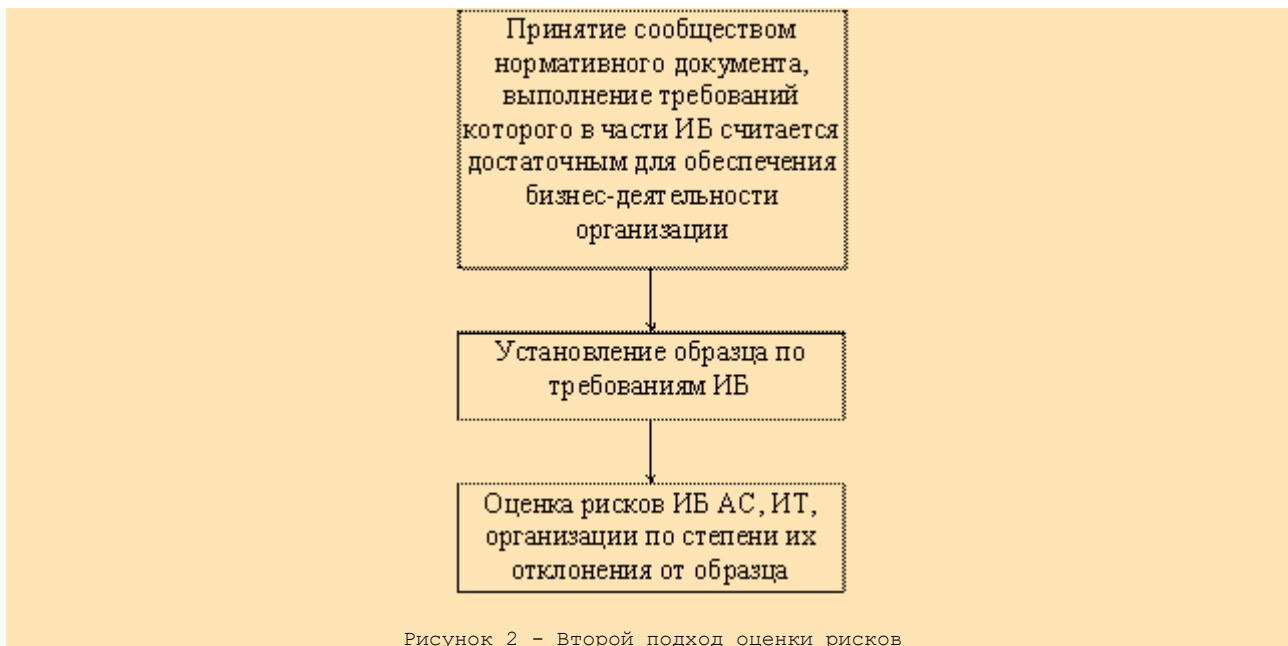 Принятие сообществом
нормативного документа,
выполнение требований
которого в части ИБ считается
достаточным для обеспечения
бизнес-деятельности
организации
Установление образца по
требованиям ИБ
Оценка рисков ИБ АС, ИТ,
организации по степени их
отклонения от образца
Рисунок 2 - Второй подход оценки рисков